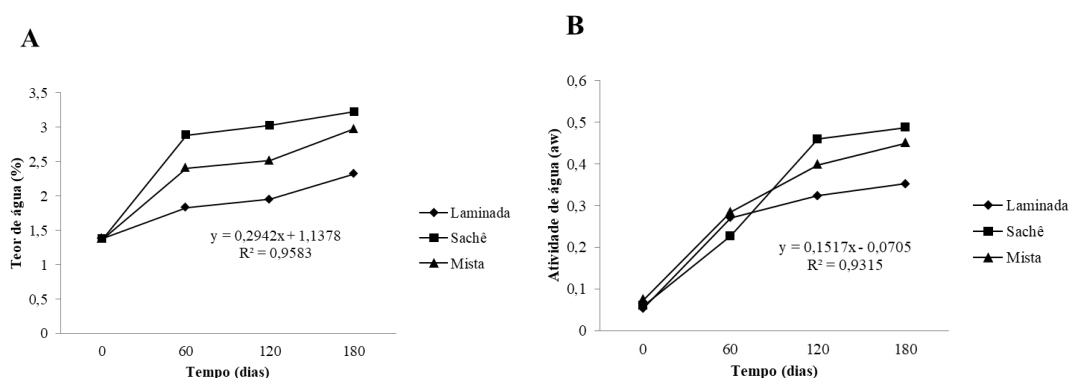 A
Teor de água (%)
3,5
3
2,5
2
1,5
1
0,5
0
y = 0,2942x + 1,1378
R² = 0,9583
0 60 120 180
Tempo (dias)
Laminada
Sachê
Mista
B
Atividade de água (aw)
0,6
0,5
0,4
0,3
0,2
0,1
0
y = 0,1517x - 0,0705
R² = 0,9315
0 60 120 180
Tempo (dias)
Laminada
Sachê
Mista